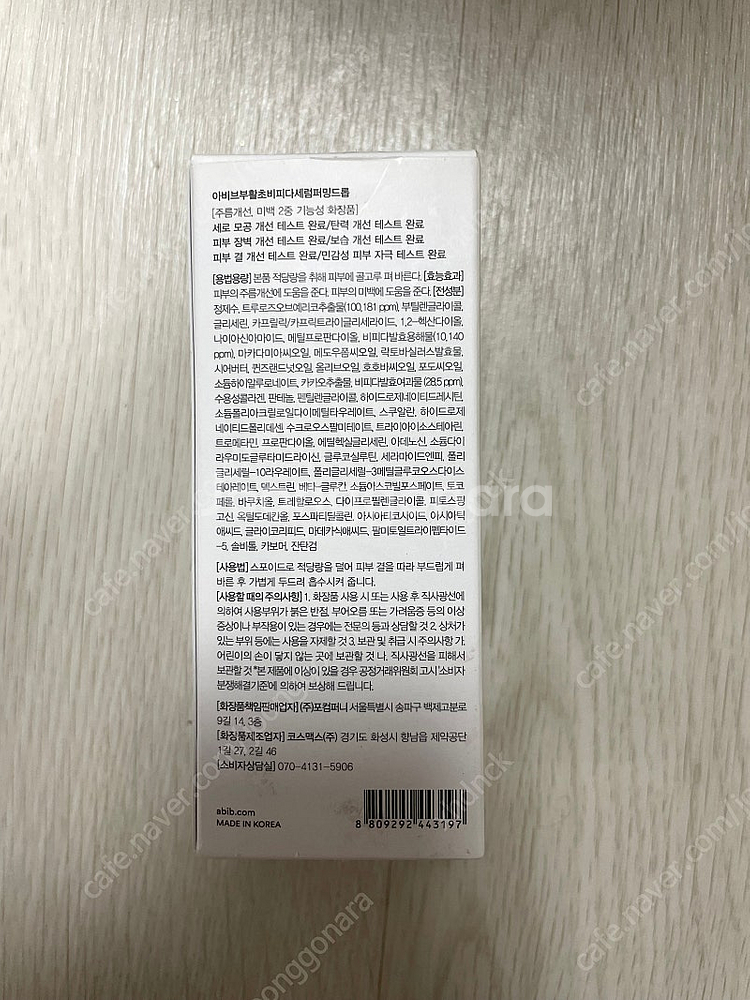 아비브부활초비피다세럼퍼밍드롭
[주름개선, 미백 2중 기능성 화장품]
세로 모공 개선 테스트 완료/탄력 개선 테스트 완료
피부 장벽 개선 테스트 완료/보습 개선 테스트 완료
피부 결 개선 테스트 완료/민감성 피부 자극 테스트 완료
[용법용량] 본품 적당량을 취해 피부에 골고루 펴 바른다. [효능효과]
피부의 주름개선에 도움을 준다. 피부의 미백에 도움을 준다. [전성분]
정제수, 트루로즈오브예리코추출물(100,181 ppm), 부틸렌글라이콜,
글리세린, 카프릴릭/카프릭트라이글리세라이드, 1,2-헥산다이올,
나이아신아마이드, 메틸프로판다이올, 비피다발효용해물(10,140
ppm), 마카다미아씨오일, 메도우폼씨오일, 락토바실러스발효물,
시어버터, 퀸즈랜드넛오일, 올리브오일, 호호바씨오일, 포도씨오일,
소듐하이알루로네이트, 카카오추출물, 비피다발효여과물(28.5 ppm),
수용성콜라겐, 판테놀, 펜틸렌글라이콜, 하이드로제네이티드레시틴,
소듐폴리아크릴로일다이메틸타우레이트, 스쿠알란, 하이드로제
네이티드폴리데센, 수크로오스팔미테이트, 트라이아이소스테아린,
트로메타민, 프로판다이올, 에틸헥실글리세린, 아데노신, 소듐다이
라우라미도글루타미드라이신, 글루코실루틴, 세라마이드엔피, 폴리
글리세릴-10라우레이트, 폴리글리세릴-3메틸글루코오스다이스
테아레이트, 덱스트린, 베타-글루칸, 소듐아스코빌포스페이트, 토코
페롤, 바쿠치올, 트레할로오스, 다이프로필렌글라이콜, 피토스핑
고신, 옥틸도데칸올, 포스파티딜콜린, 아시아티코사이드, 아시아틱
애씨드, 글라이코리피드, 마데카식애씨드, 팔미토일트라이펩타이드
-5, 솔비톨, 카보머, 잔탄검
[사용법] 스포이드로 적당량을 덜어 피부 결을 따라 부드럽게 펴
바른 후 가볍게 두드려 흡수시켜 줍니다.
[사용할 때의 주의사항] 1. 화장품 사용 시 또는 사용 후 직사광선에
의하여 사용부위가 붉은 반점, 부어오름 또는 가려움증 등의 이상
증상이나 부작용이 있는 경우에는 전문의 등과 상담할 것 2. 상처가
있는 부위 등에는 사용을 자제할 것 3. 보관 및 취급 시 주의사항 가.
어린이의 손이 닿지 않는 곳에 보관할 것 나. 직사광선을 피해서
보관할 것 *본 제품에 이상이 있을 경우 공정거래위원회 고시'소비자
분쟁해결기준'에 의하여 보상해 드립니다.
[화장품책임판매업자] (주)포컴퍼니 서울특별시 송파구 백제고분로
9길 14, 3층
[화장품제조업자] 코스맥스(주) 경기도 화성시 향남읍 제약공단
1길 27, 2길 46
[소비자상담실] 070-4131-5906
abib.com
MADE IN KOREA
8 809292 443197